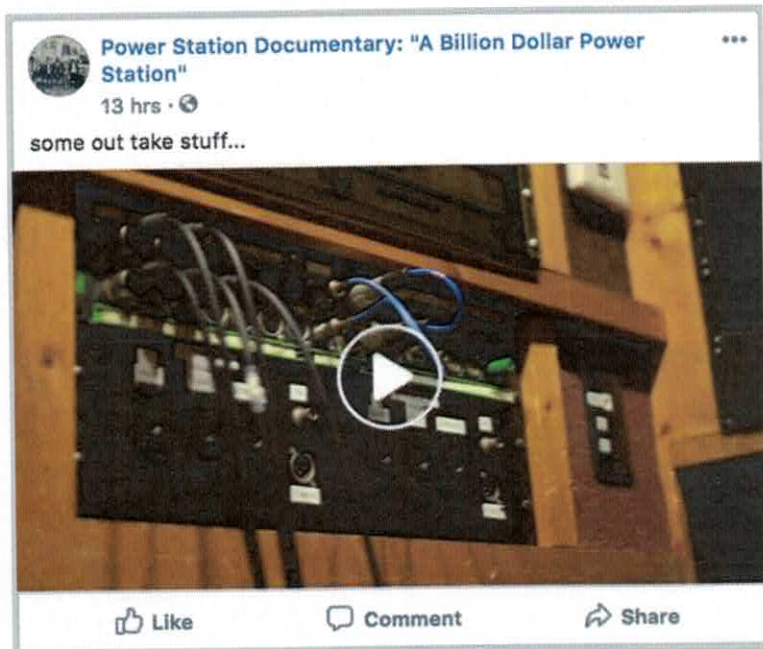 Power Station Documentary: "A Billion Dollar Power
Station"
13 hrs ·
some out take stuff...
Like
Comment
Share